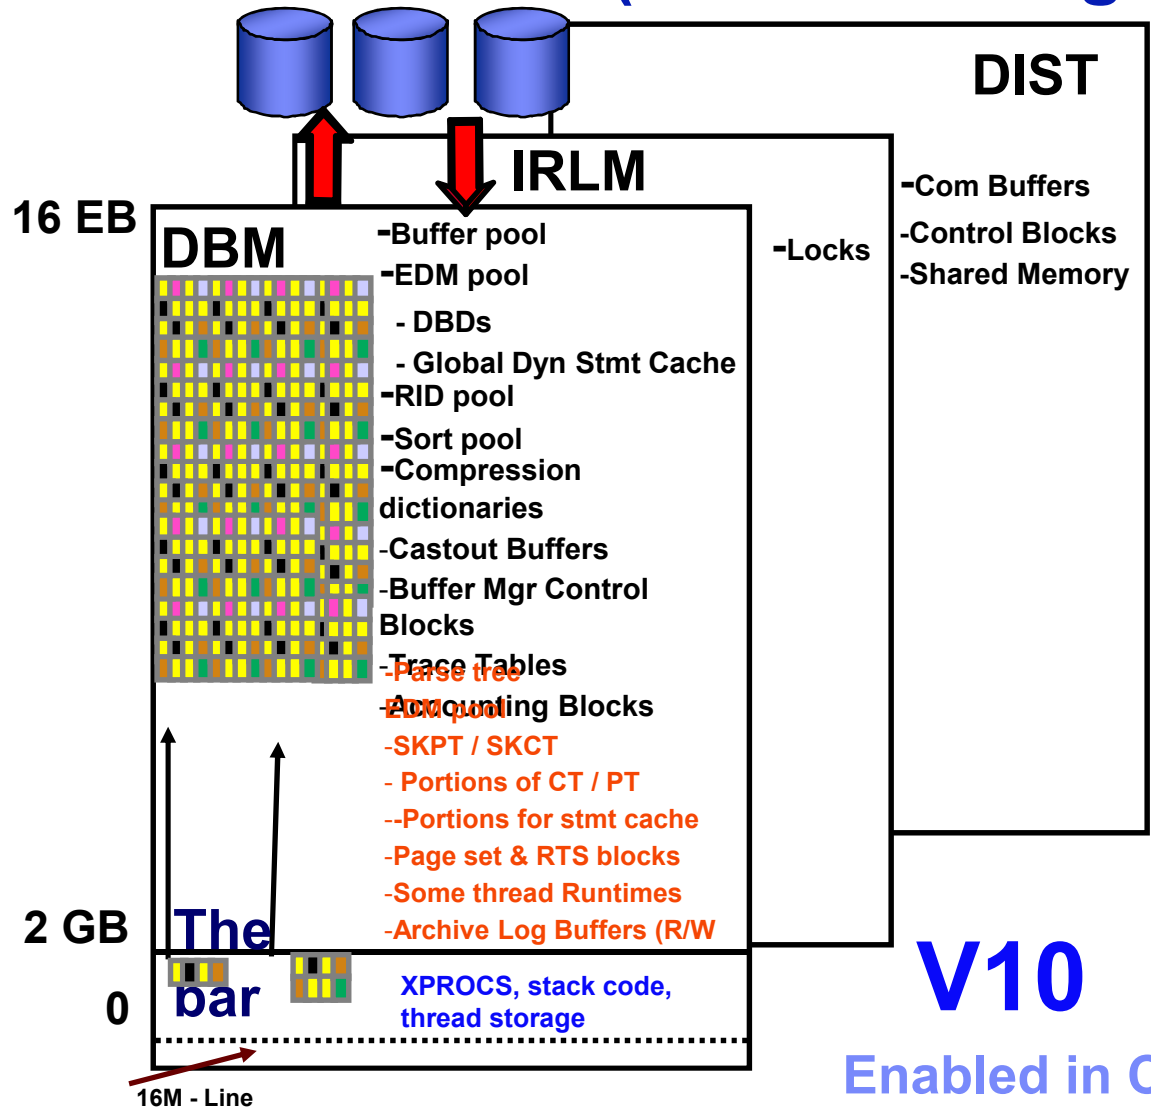 DIST
IRLM
-Com Buffers
16 EB
DBM
-Buffer pool
-Control Blocks
-Locks
-EDM pool
-Shared Memory
- DBDs
- Global Dyn Stmt Cache
-RID pool
-Sort pool
-Compression
dictionaries
-Castout Buffers
-Buffer Mgr Control
Blocks
-Trace Tables
-Parse tree
-Accounting Blocks
EDM pool
-SKPT / SKCT
- Portions of CT / PT
--Portions for stmt cache
-Page set & RTS blocks
-Some thread Runtimes
-Archive Log Buffers (R/W
2 GB
The
bar
0
XPROCS, stack code,
thread storage
V10
Enabled in
16M - Line